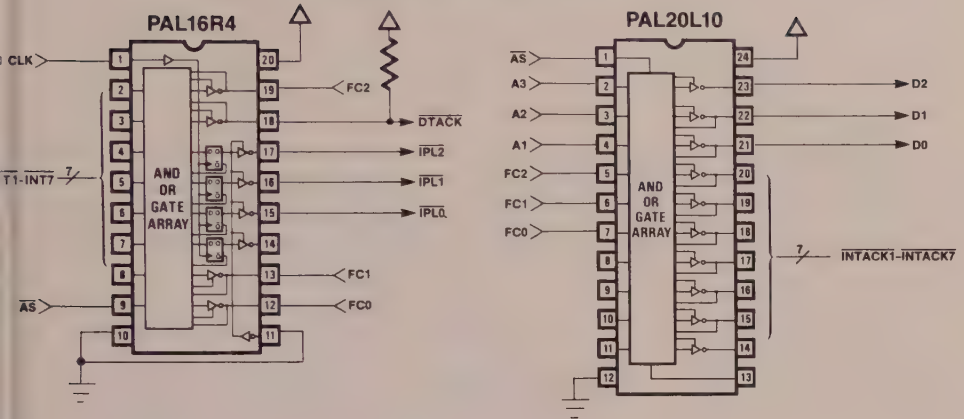 PAL16R4
CLK
1
2
3
4
5
6
7
8
9
10
20
19
18
17
16
15
14
13
12
11
AND
OR
GATE
ARRAY
T1-INT7
7
AS
FC2
DTACK
IPL2
IPL1
IPL0
FC1
FC0
PAL20L10
AS
A3
A2
A1
FC2
FC1
FC0
1
2
3
4
5
6
7
8
9
10
11
12
24
23
22
21
20
19
18
17
16
15
14
13
AND
OR
GATE
ARRAY
D2
D1
D0
7
INTACK1-INTACK7